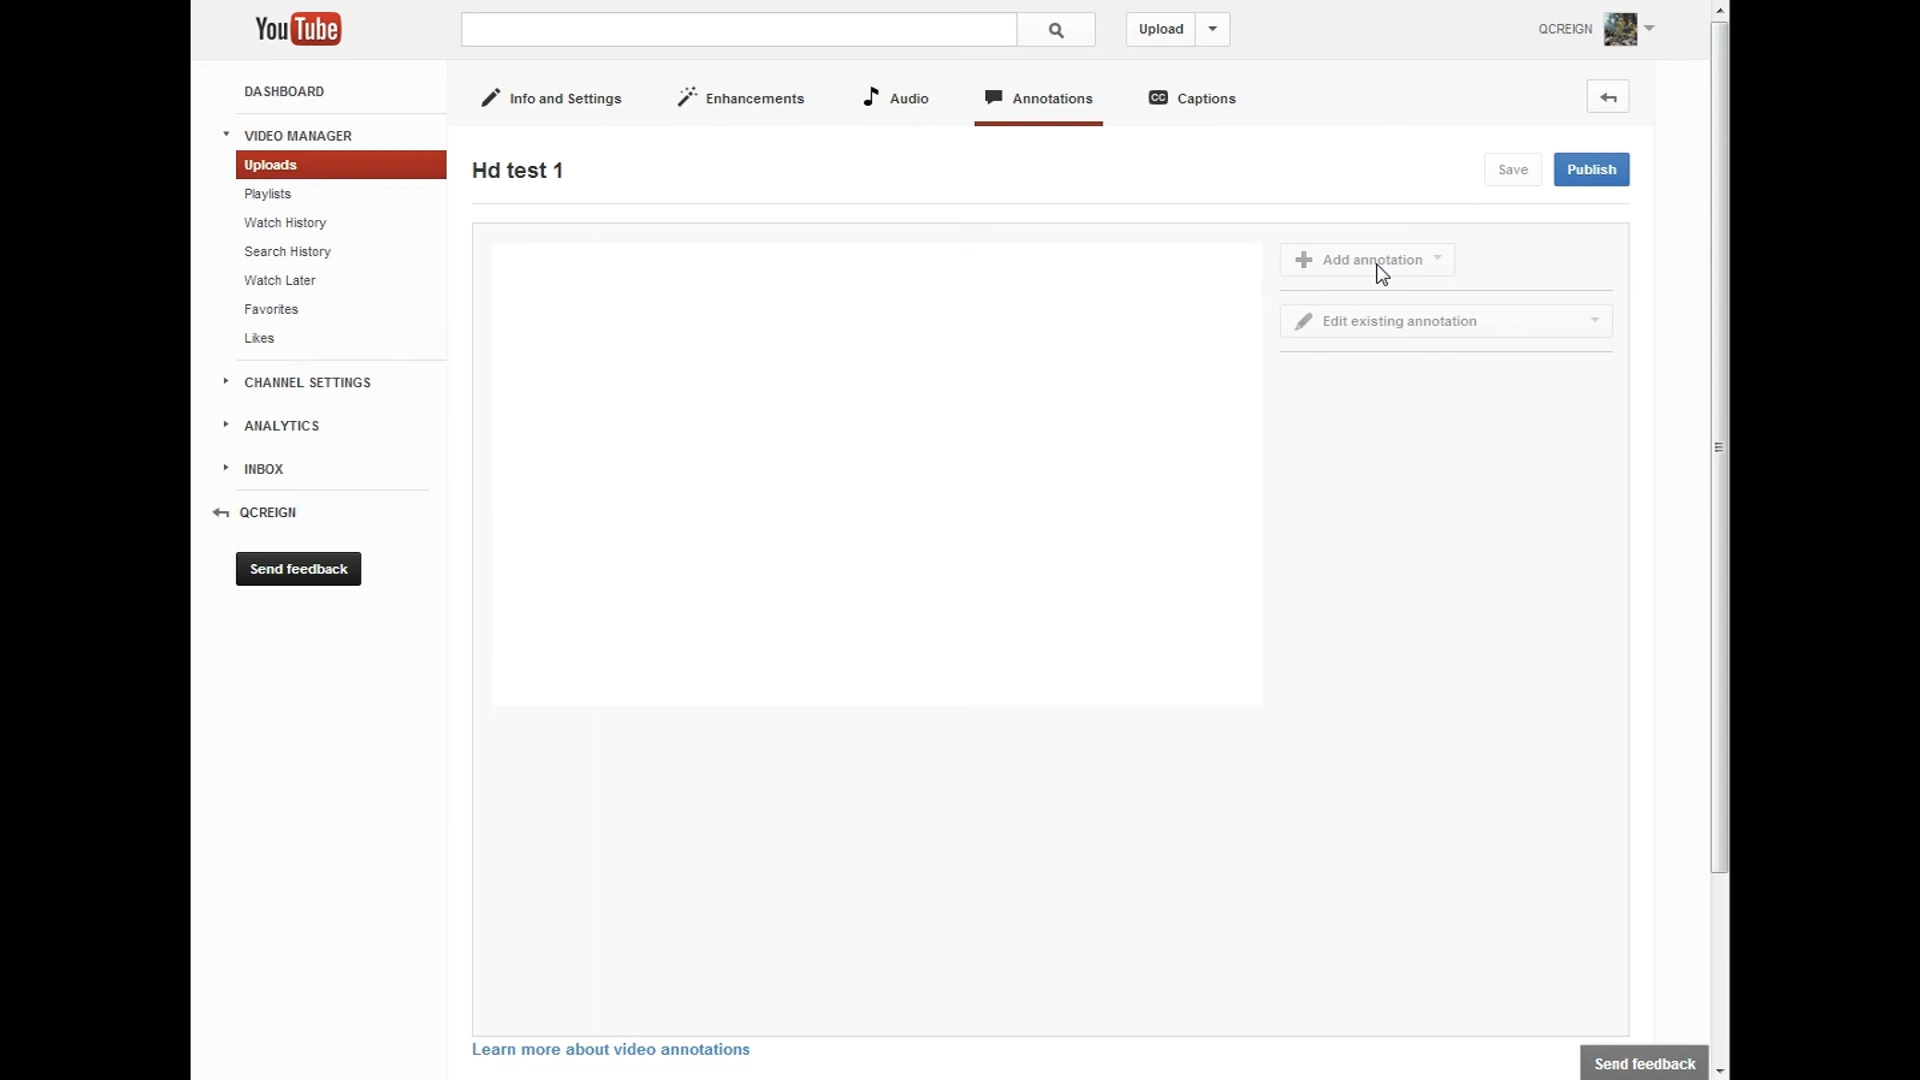 YouTube
Upload
QCREIGN
DASHBOARD
VIDEO MANAGER
Uploads
Playlists
Watch History
Search History
Watch Later
Favorites
Likes
CHANNEL SETTINGS
ANALYTICS
INBOX
QCREIGN
Send feedback
Info and Settings
Enhancements
Audio
Annotations
CC Captions
Hd test 1
Save
Publish
Add annotation
Edit existing annotation
Learn more about video annotations
Send feedback